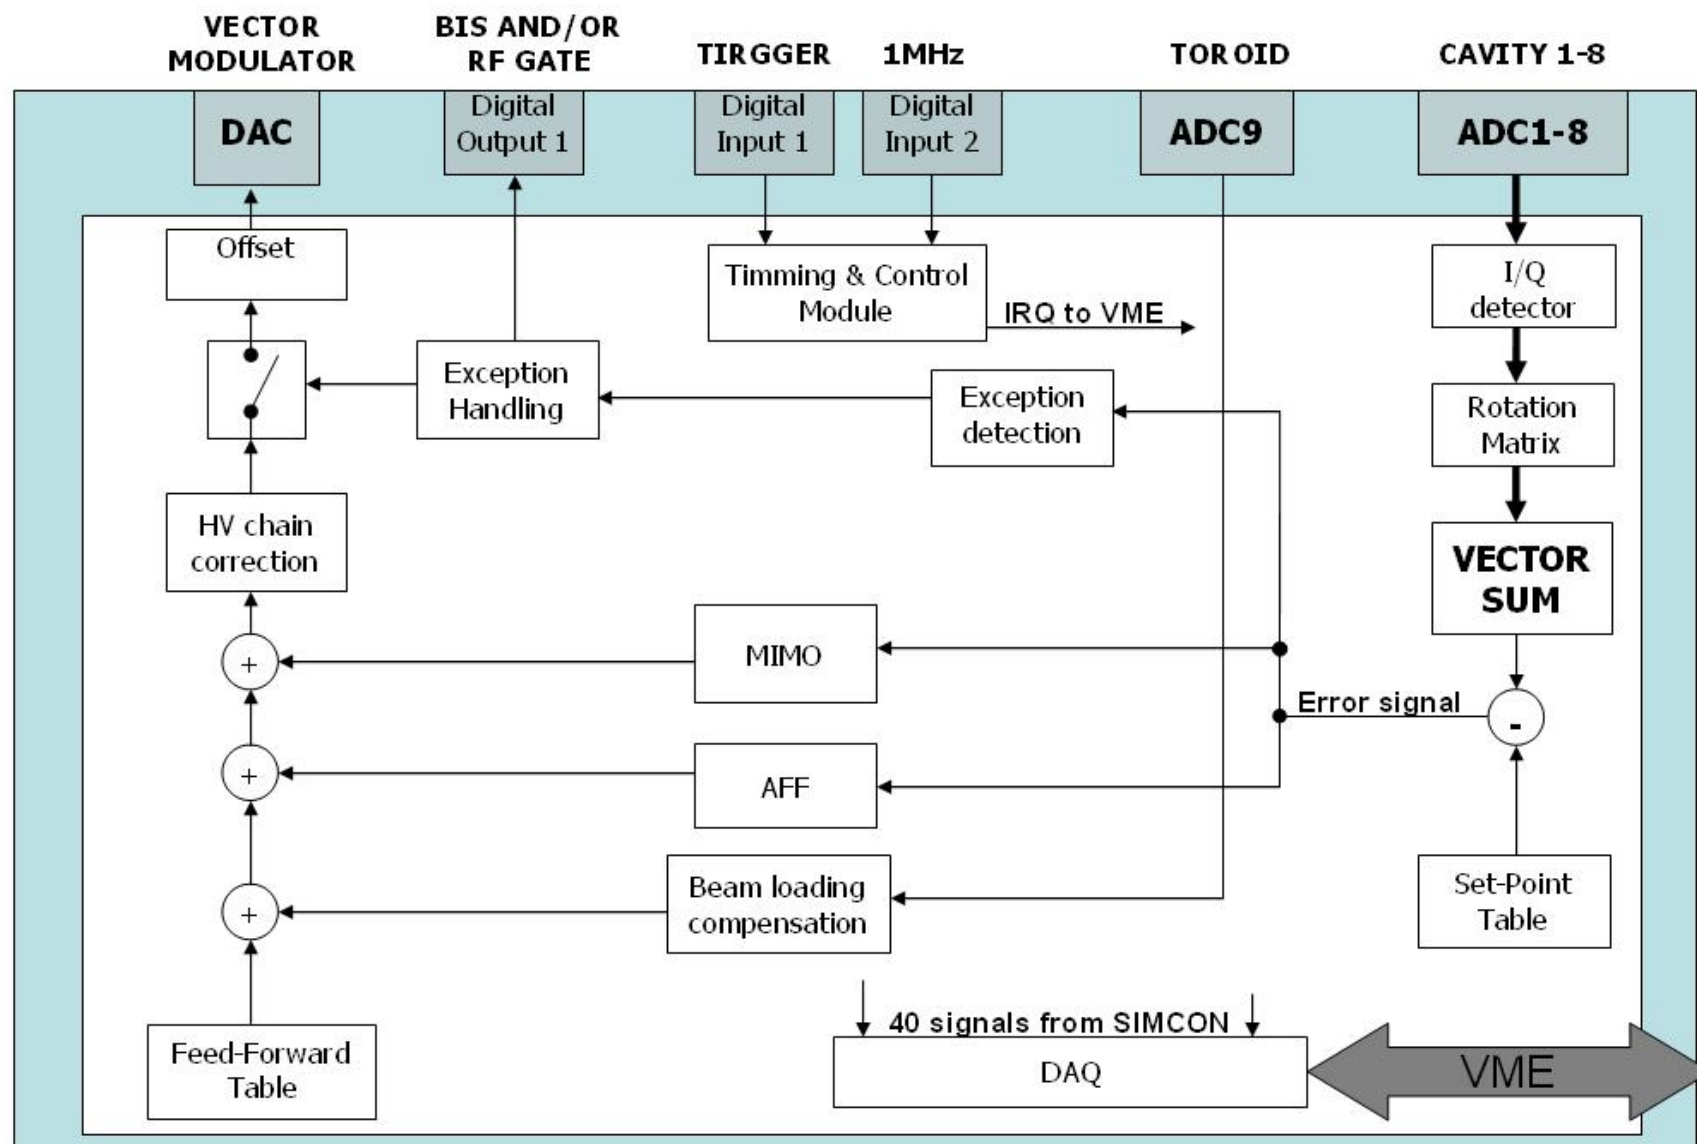 VECTOR
MODULATOR
BIS AND/OR
RF GATE
TIRGGER
1MHz
TOROID
CAVITY 1-8
DAC
Digital
Output 1
Digital
Input 1
Digital
Input 2
ADC9
ADC1-8
Offset
Timming & Control
Module
IRQ to VME
I/Q
detector
Exception
Handling
Exception
detection
Rotation
Matrix
HV chain
correction
VECTOR
SUM
+
MIMO
Error signal
-
+
AFF
+
Beam loading
compensation
Set-Point
Table
Feed-Forward
Table
40 signals from SIMCON
DAQ
VME